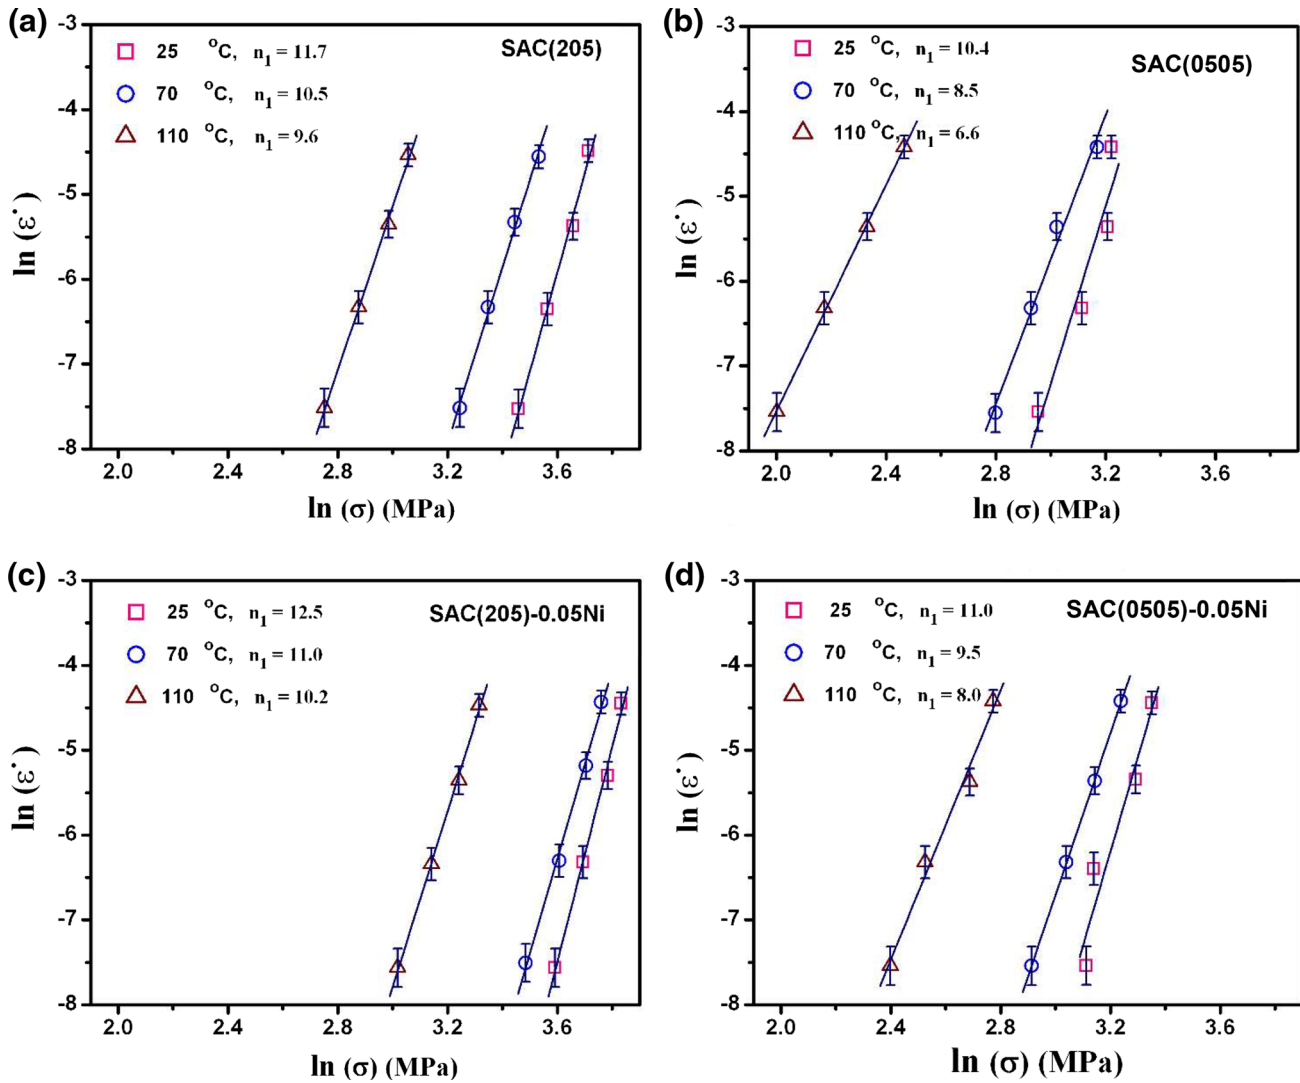 (a)
SAC(205)
25 °C, n1 = 11.7
70 °C, n1 = 10.5
110 °C, n1 = 9.6
-3
-4
-5
-6
-7
-8
ln (ε˙)
2.0 2.4 2.8 3.2 3.6
ln (σ) (MPa)
(b)
SAC(0505)
25 °C, n1 = 10.4
70 °C, n1 = 8.5
110 °C, n1 = 6.6
-3
-4
-5
-6
-7
-8
ln (ε˙)
2.0 2.4 2.8 3.2 3.6
ln (σ) (MPa)
(c)
SAC(205)-0.05Ni
25 °C, n1 = 12.5
70 °C, n1 = 11.0
110 °C, n1 = 10.2
-3
-4
-5
-6
-7
-8
ln (ε˙)
2.0 2.4 2.8 3.2 3.6
ln (σ) (MPa)
(d)
SAC(0505)-0.05Ni
25 °C, n1 = 11.0
70 °C, n1 = 9.5
110 °C, n1 = 8.0
-3
-4
-5
-6
-7
-8
ln (ε˙)
2.0 2.4 2.8 3.2 3.6
ln (σ) (MPa)